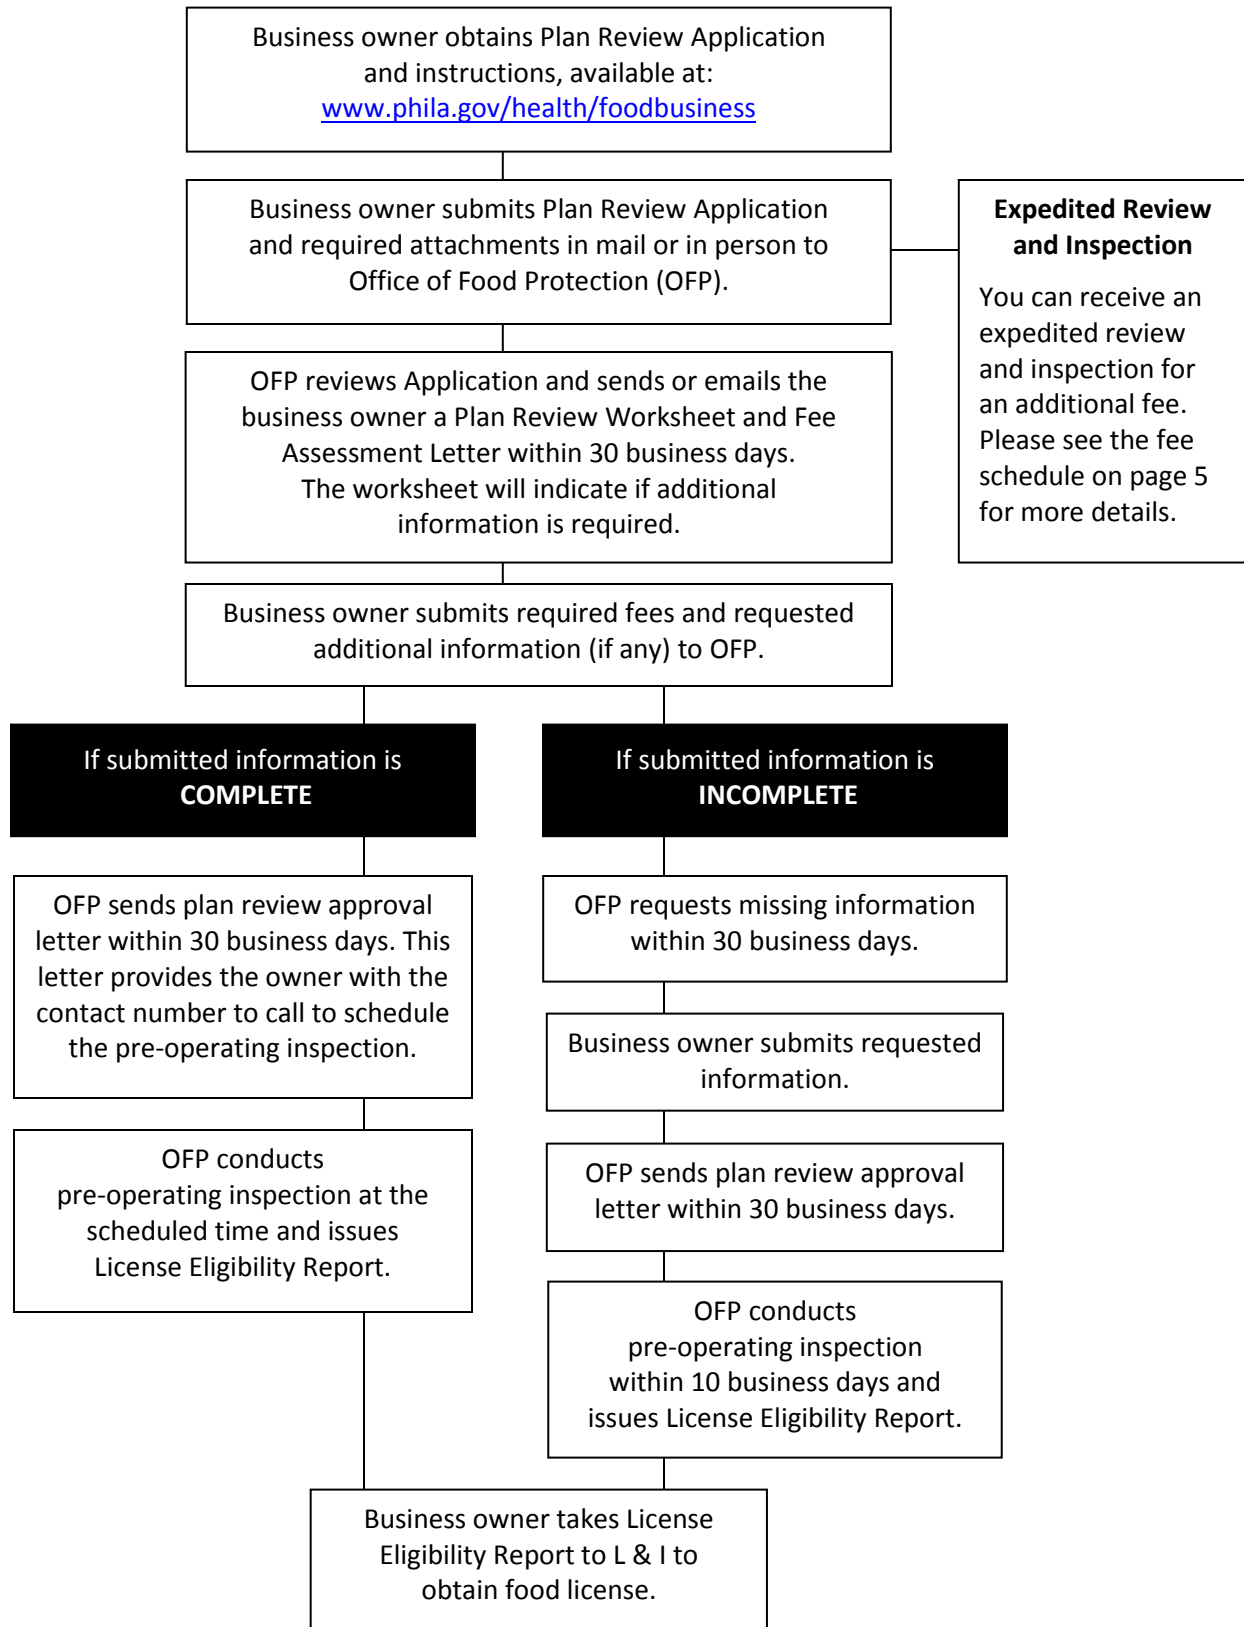 Business owner obtains Plan Review Application
and instructions, available at:
www.phila.gov/health/foodbusiness
Business owner submits Plan Review Application
and required attachments in mail or in person to
Office of Food Protection (OFP).
Expedited Review
and Inspection
You can receive an
expedited review
and inspection for
an additional fee.
Please see the fee
schedule on page 5
for more details.
OFP reviews Application and sends or emails the
business owner a Plan Review Worksheet and Fee
Assessment Letter within 30 business days.
The worksheet will indicate if additional
information is required.
Business owner submits required fees and requested
additional information (if any) to OFP.
If submitted information is
COMPLETE
OFP sends plan review approval
letter within 30 business days. This
letter provides the owner with the
contact number to call to schedule
the pre-operating inspection.
OFP conducts
pre-operating inspection at the
scheduled time and issues
License Eligibility Report.
If submitted information is
INCOMPLETE
OFP requests missing information
within 30 business days.
Business owner submits requested
information.
OFP sends plan review approval
letter within 30 business days.
OFP conducts
pre-operating inspection
within 10 business days and
issues License Eligibility Report.
Business owner takes License
Eligibility Report to L & I to
obtain food license.